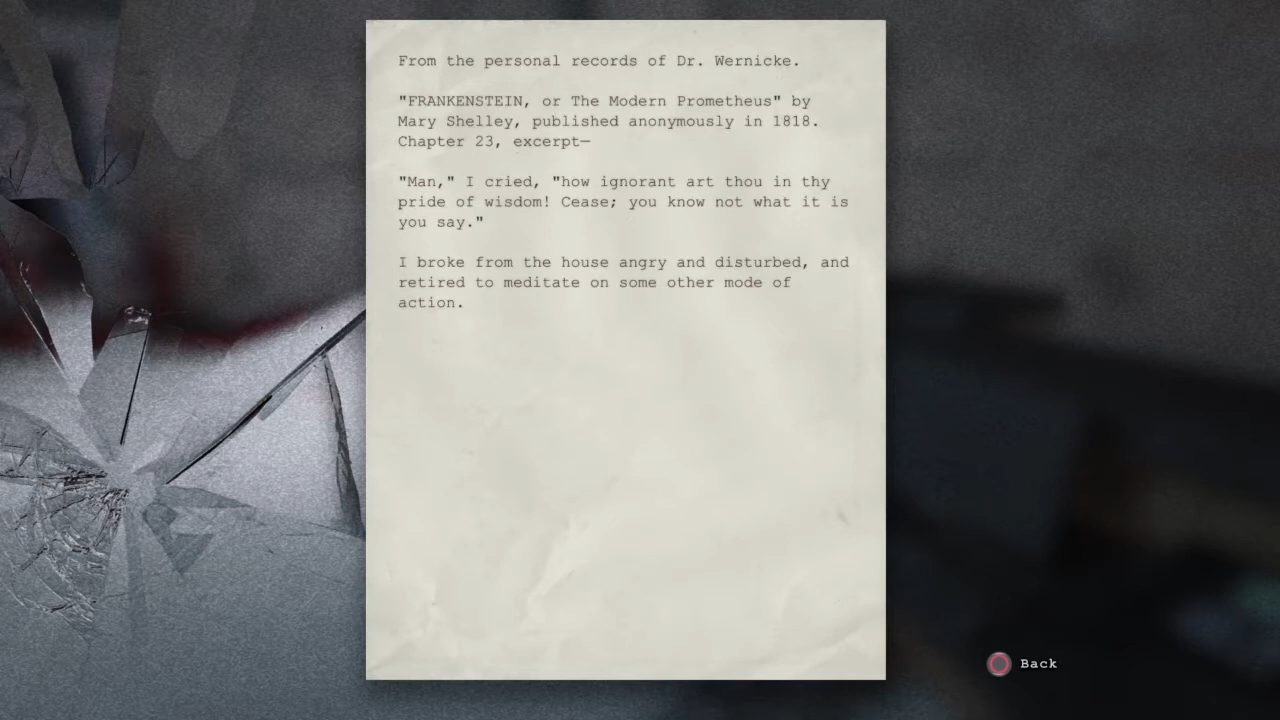 From the personal records of Dr. Wernicke.
"FRANKENSTEIN, or The Modern Prometheus" by
Mary Shelley, published anonymously in 1818.
Chapter 23, excerpt—
"Man," I cried, "how ignorant art thou in thy
pride of wisdom! Cease; you know not what it is
you say."
I broke from the house angry and disturbed, and
retired to meditate on some other mode of
action.
Back